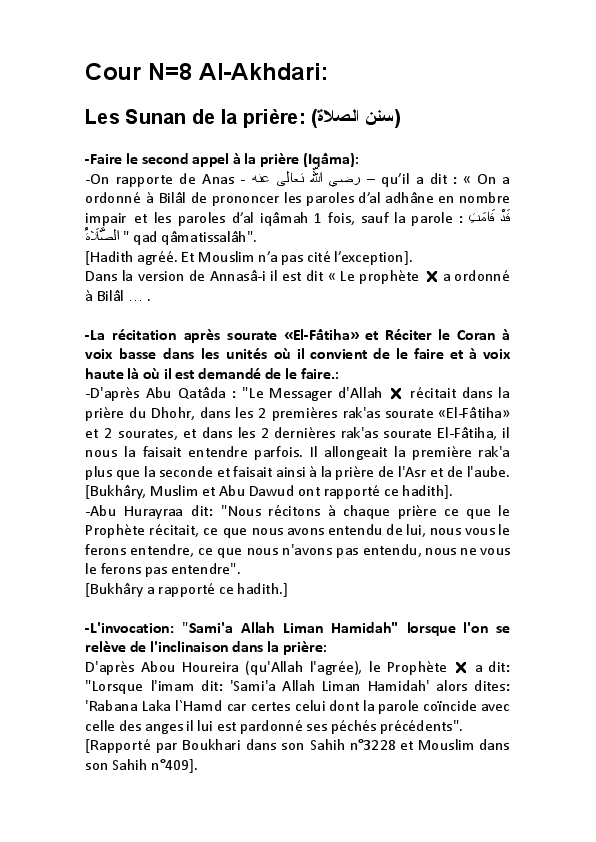 Cour N=8 Al-Akhdari:
Les Sunan de la prière: (سنن الصلاة)
-Faire le second appel à la prière (Iqâma):
-On rapporte de Anas - رضي الله تعالى عنه – qu’il a dit : « On a
ordonné à Bilâl de prononcer les paroles d’al adhâne en nombre
impair et les paroles d’al iqâmah 1 fois, sauf la parole : قَدْ قَامَتِ
الصَّلَاةُ " qad qâmatissalâh".
[Hadith agréé. Et Mouslim n’a pas cité l’exception].
Dans la version de Annasâ-i il est dit « Le prophète ✗ a ordonné
à Bilâl … .
-La récitation après sourate «El-Fâtiha» et Réciter le Coran à
voix basse dans les unités où il convient de le faire et à voix
haute là où il est demandé de le faire.:
-D'après Abu Qatâda : "Le Messager d'Allah ✗ récitait dans la
prière du Dhohr, dans les 2 premières rak'as sourate «El-Fâtiha»
et 2 sourates, et dans les 2 dernières rak'as sourate El-Fâtiha, il
nous la faisait entendre parfois. Il allongeait la première rak'a
plus que la seconde et faisait ainsi à la prière de l'Asr et de l'aube.
[Bukhâry, Muslim et Abu Dawud ont rapporté ce hadith].
-Abu Hurayraa dit: "Nous récitons à chaque prière ce que le
Prophète récitait, ce que nous avons entendu de lui, nous vous le
ferons entendre, ce que nous n'avons pas entendu, nous ne vous
le ferons pas entendre".
[Bukhâry a rapporté ce hadith.]
-L'invocation: "Sami'a Allah Liman Hamidah" lorsque l'on se
relève de l'inclinaison dans la prière:
D'après Abou Houreira (qu'Allah l'agrée), le Prophète ✗ a dit:
"Lorsque l'imam dit: 'Sami'a Allah Liman Hamidah' alors dites:
'Rabana Laka l`Hamd car certes celui dont la parole coïncide avec
celle des anges il lui est pardonné ses péchés précédents".
[Rapporté par Boukhari dans son Sahih n°3228 et Mouslim dans
son Sahih n°409].